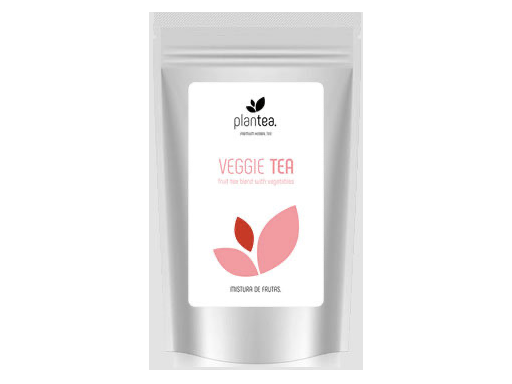 plantea.
PREMIUM HERBAL TEA
VEGGIE TEA
fruit tea blend with vegetables
MISTURA DE FRUTAS.